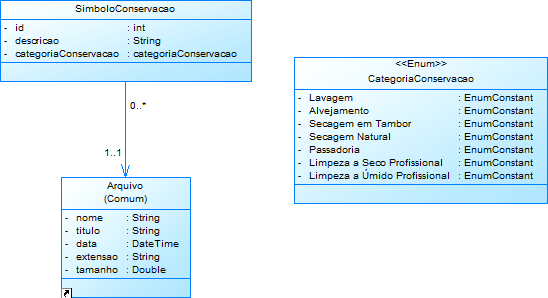 SimboloConservacao
- id : int
- descricao : String
- categoriaConservacao : categoriaConservacao
0..*
1..1
Arquivo
(Comum)
- nome : String
- titulo : String
- data : DateTime
- extensao : String
- tamanho : Double
<<Enum>>
CategoriaConservacao
- Lavagem : EnumConstant
- Alvejamento : EnumConstant
- Secagem em Tambor : EnumConstant
- Secagem Natural : EnumConstant
- Passadoria : EnumConstant
- Limpeza a Seco Profissional : EnumConstant
- Limpeza a Úmido Profissional : EnumConstant